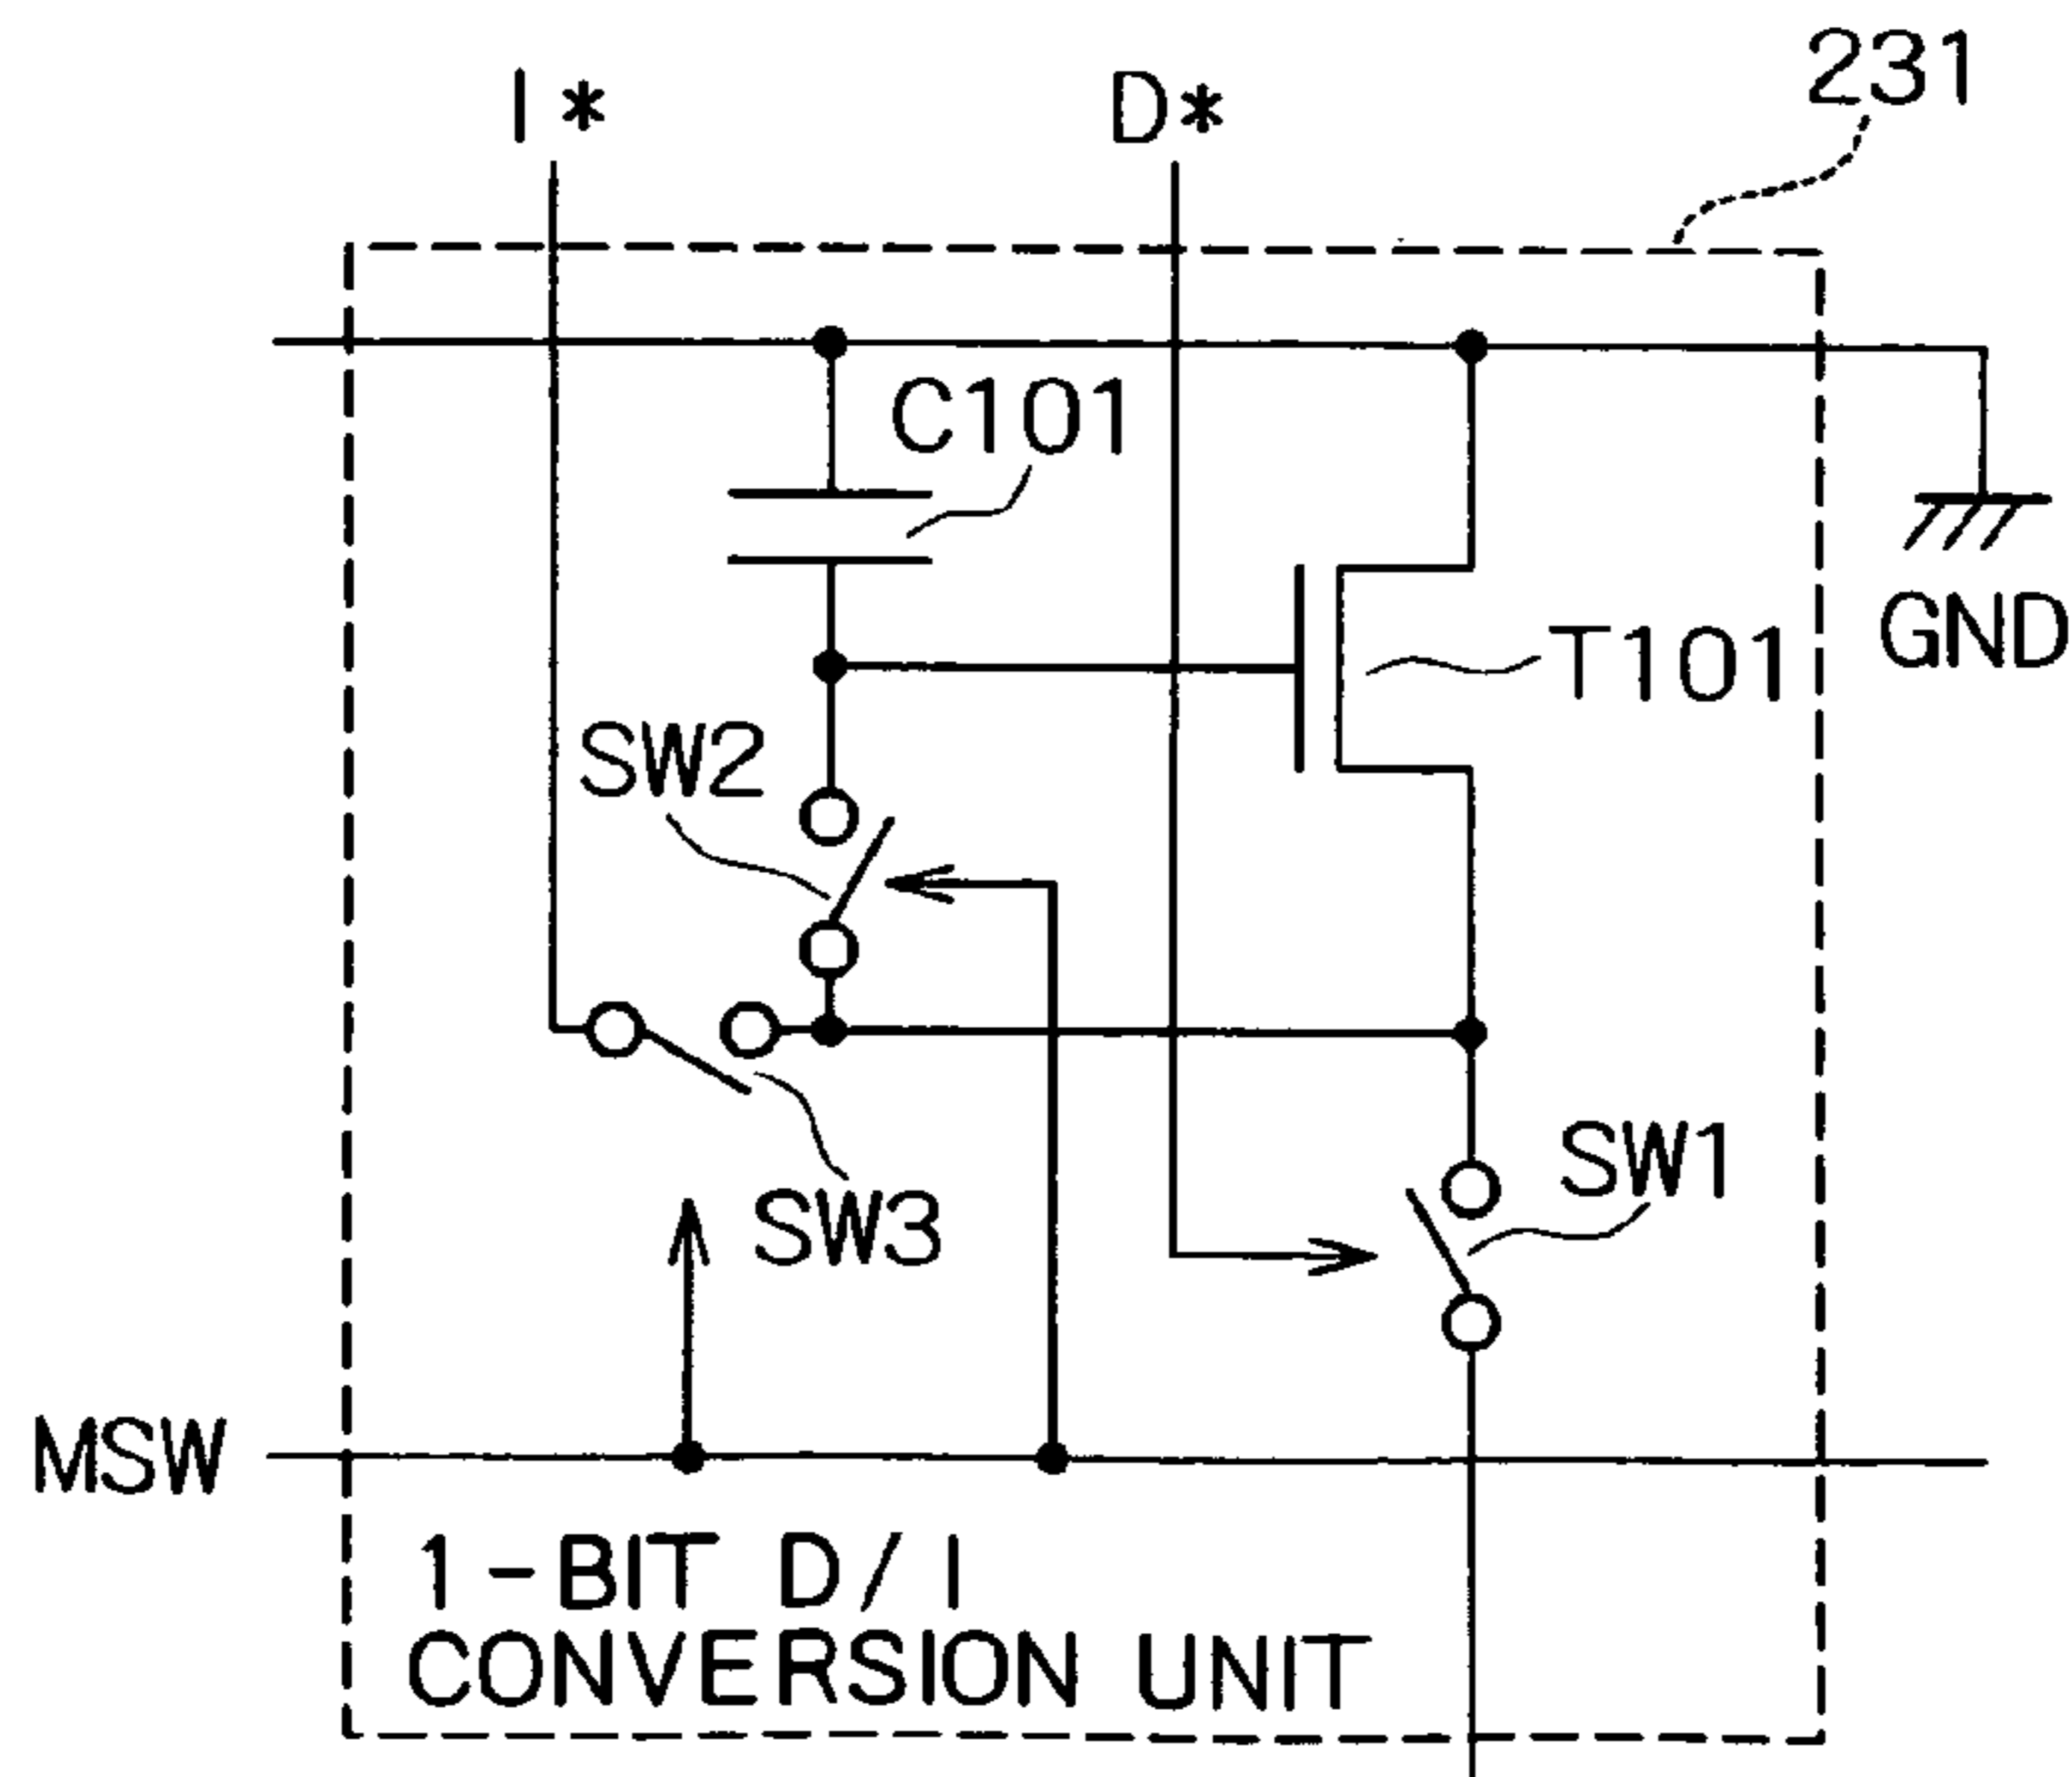 I*
D*
231
C101
GND
T101
SW2
SW1
SW3
MSW
1-BIT D/I
CONVERSION UNIT